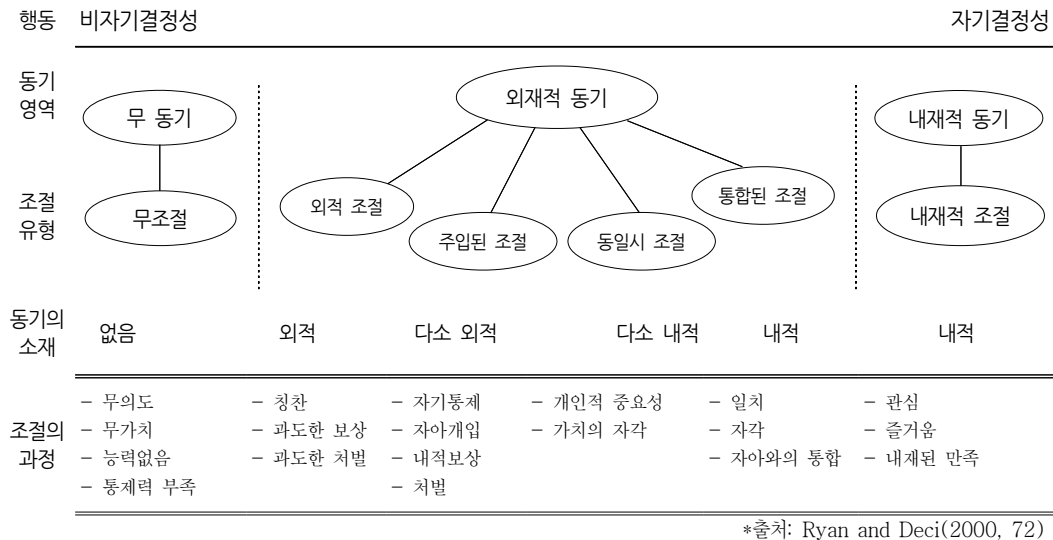 행동 비자기결정성 자기결정성
동기
영역
무 동기 외재적 동기 내재적 동기
조절
유형
무조절 외적 조절 주입된 조절 동일시 조절 통합된 조절 내재적 조절
동기의
소재
없음 외적 다소 외적 다소 내적 내적 내적
조절의
과정
- 무의도 - 칭찬 - 자기통제 - 개인적 중요성 - 일치 - 관심
- 무가치 - 과도한 보상 - 자아개입 - 가치의 자각 - 자각 - 즐거움
- 능력없음 - 과도한 처벌 - 내적보상 - 자아와의 통합 - 내재된 만족
- 통제력 부족 - 처벌
*출처: Ryan and Deci(2000, 72)